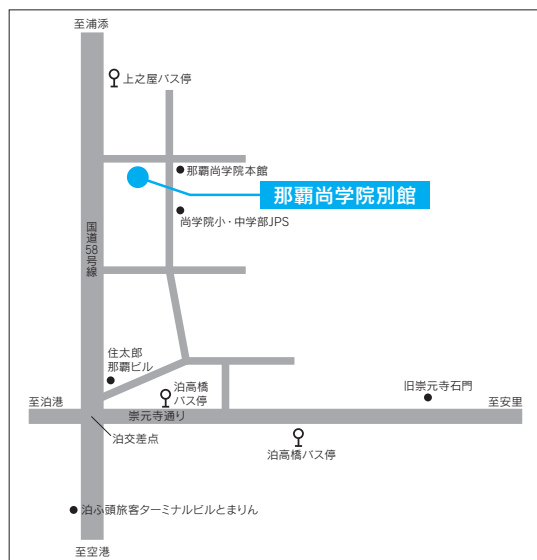 至浦添
上之屋バス停
那覇尚学院本館
那覇尚学院別館
尚学院小・中学部JPS
国道58号線
住太郎
那覇ビル
泊高橋
バス停
旧崇元寺石門
至泊港
崇元寺通り
至安里
泊交差点
泊高橋バス停
泊ふ頭旅客ターミナルビルとまりん
至空港